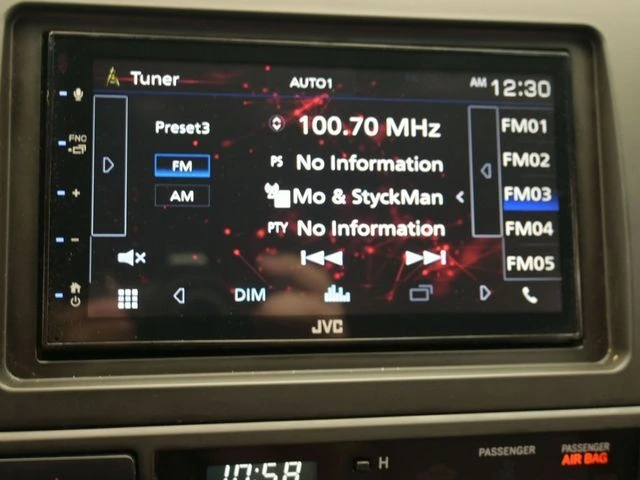 Tuner
AUTO1
AM 12:30
Preset3
100.70 MHz
FM01
FNC
FM
PS No Information
FM02
AM
Mo & StyckMan
FM03
PTY No Information
FM04
FM05
DIM
JVC
10:58
H
PASSENGER
PASSENGER
AIR BAG